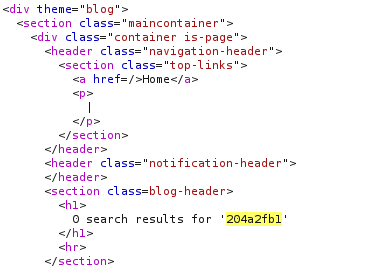 <div theme="blog">
<section class="maincontainer">
<div class="container is-page">
<header class="navigation-header">
<section class="top-links">
<a href=/>Home</a>
<p>
|
</p>
</section>
</header>
<header class="notification-header">
</header>
<section class=blog-header>
<h1>
0 search results for '204a2fb1'
</h1>
<hr>
</section>